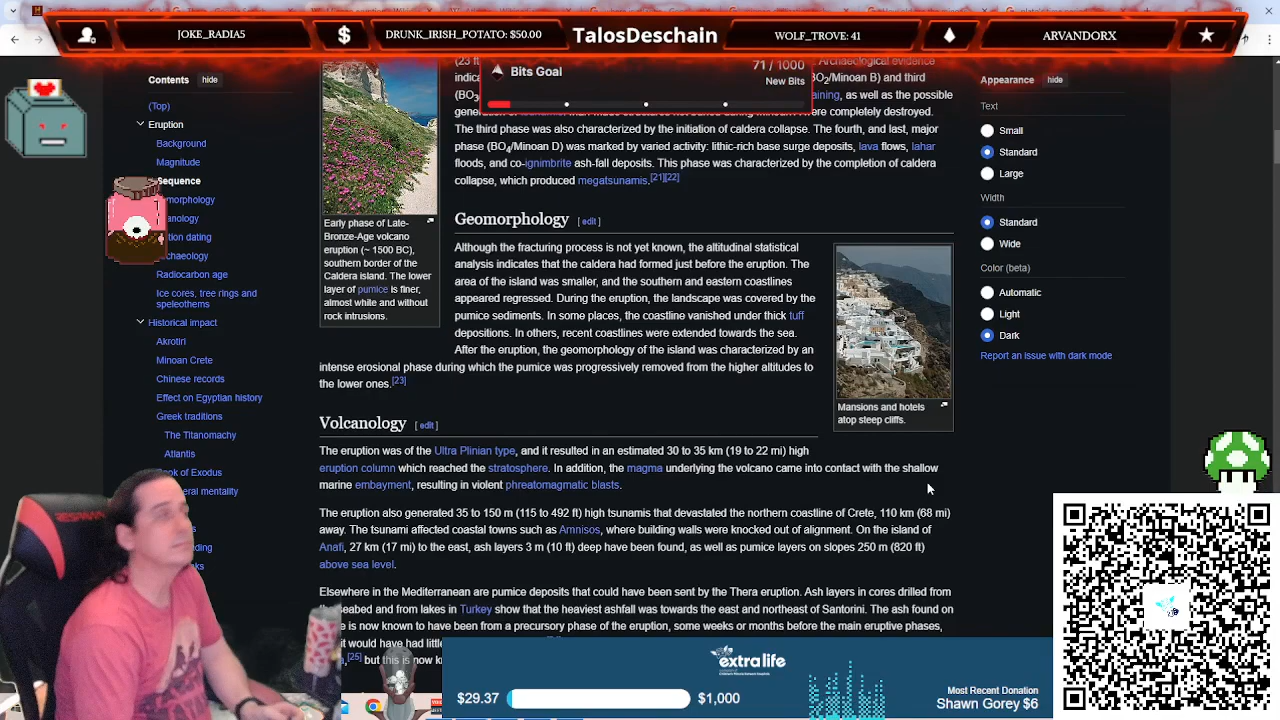 JOKE_RADIA5
DRUNK_IRISH_POTATO: $50.00
TalosDeschain
WOLF_TROVE: 41
ARVANDORX
Bits Goal
71 / 1000
New Bits
Contents hide
(Top)
Eruption
Background
Magnitude
Sequence
morphology
anology
tion dating
chaeology
Radiocarbon date
Ice cores, tree rings and
speleothems
Historical impact
Akrotiri
Minoan Crete
Chinese records
Effect on Egyptian history
Greek traditions
The Titanomachy
Atlantis
ok of Exodus
eral mentality
Early phase of Late-
Bronze-Age volcano
eruption (~ 1500 BC),
southern border of the
Caldera island. The lower
layer of pumice is finer,
almost white and without
rock intrusions.
were completely destroyed.
The third phase was also characterized by the initiation of caldera collapse. The fourth, and last, major
phase (BO4/Minoan D) was marked by varied activity: lithic-rich base surge deposits, lava flows, lahar
floods, and co-ignimbrite ash-fall deposits. This phase was characterized by the completion of caldera
collapse, which produced megatsunamis.[21][22]
Geomorphology [ edit ]
Although the fracturing process is not yet known, the altitudinal statistical
analysis indicates that the caldera had formed just before the eruption. The
area of the island was smaller, and the southern and eastern coastlines
appeared regressed. During the eruption, the landscape was covered by the
pumice sediments. In some places, the coastline vanished under thick tuff
depositions. In others, recent coastlines were extended towards the sea.
After the eruption, the geomorphology of the island was characterized by an
intense erosional phase during which the pumice was progressively removed from the higher altitudes to
the lower ones.[23]
Mansions and hotels
atop steep cliffs.
Volcanology [ edit ]
The eruption was of the Ultra Plinian type, and it resulted in an estimated 30 to 35 km (19 to 22 mi) high
eruption column which reached the stratosphere. In addition, the magma underlying the volcano came into contact with the shallow
marine embayment, resulting in violent phreatomagmatic blasts.
The eruption also generated 35 to 150 m (115 to 492 ft) high tsunamis that devastated the northern coastline of Crete, 110 km (68 mi)
away. The tsunami affected coastal towns such as Amnisos, where building walls were knocked out of alignment. On the island of
Anafi, 27 km (17 mi) to the east, ash layers 3 m (10 ft) deep have been found, as well as pumice layers on slopes 250 m (820 ft)
above sea level.
Elsewhere in the Mediterranean are pumice deposits that could have been sent by the Thera eruption. Ash layers in cores drilled from
the seabed and from lakes in Turkey show that the heaviest ashfall was towards the east and northeast of Santorini. The ash found on
is now known to have been from a precursory phase of the eruption, some weeks or months before the main eruptive phases,
it would have had
[25] but this is now
Appearance hide
Text
Small
Standard
Large
Width
Standard
Wide
Color (beta)
Automatic
Light
Dark
Report an issue with dark mode
extralife
$29.37
$1,000
Most Recent Donation
Shawn Gorey $6